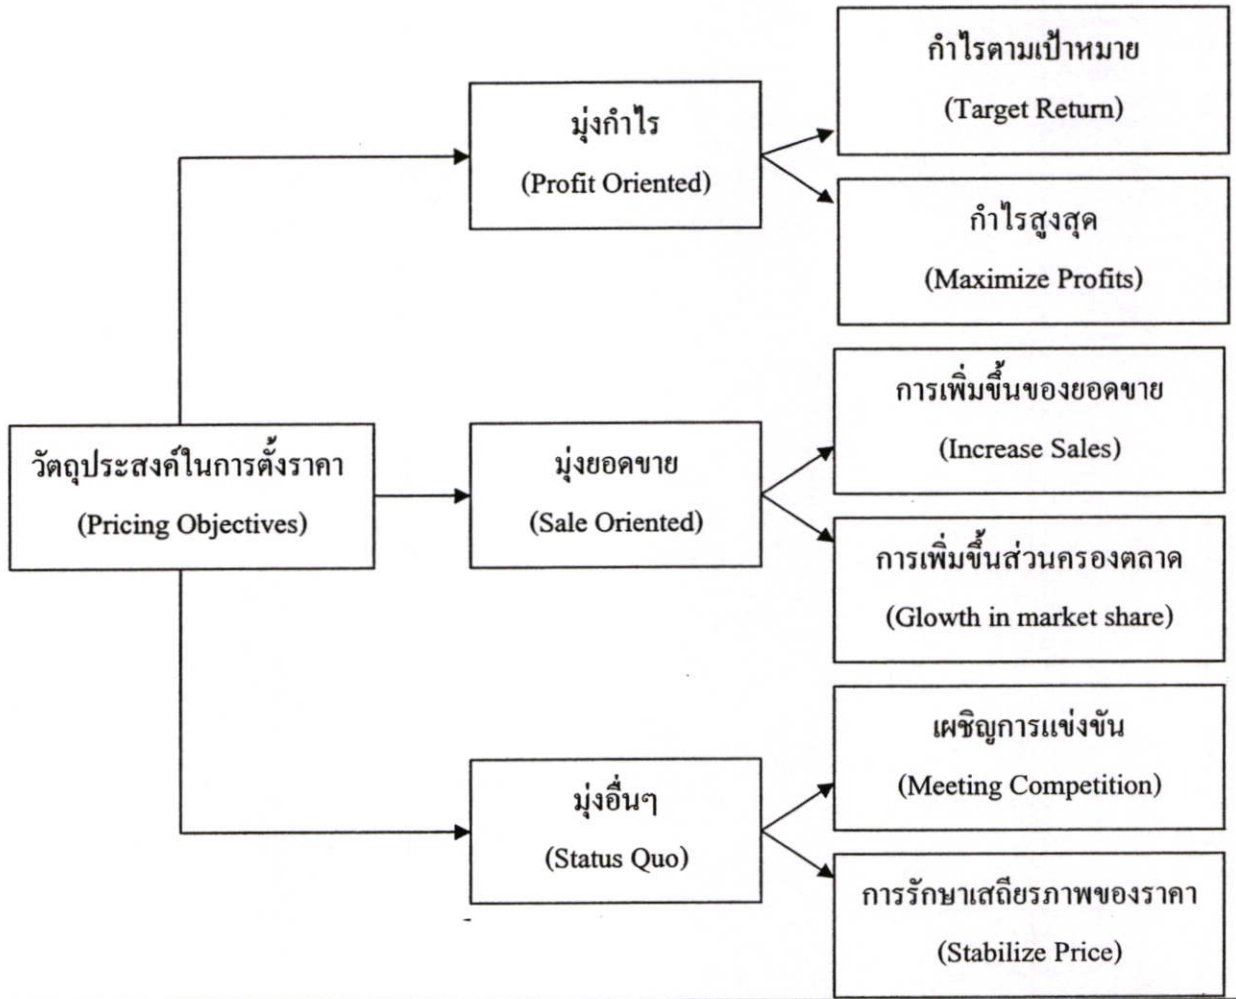 กำไรตามเป้าหมาย
(Target Return)
มุ่งกำไร
(Profit Oriented)
กำไรสูงสุด
(Maximize Profits)
การเพิ่มขึ้นของยอดขาย
(Increase Sales)
วัตถุประสงค์ในการตั้งราคา
(Pricing Objectives)
มุ่งยอดขาย
(Sale Oriented)
การเพิ่มขึ้นส่วนครองตลาด
(Glowth in market share)
เผชิญการแข่งขัน
(Meeting Competition)
มุ่งอื่นๆ
(Status Quo)
การรักษาเสถียรภาพของราคา
(Stabilize Price)